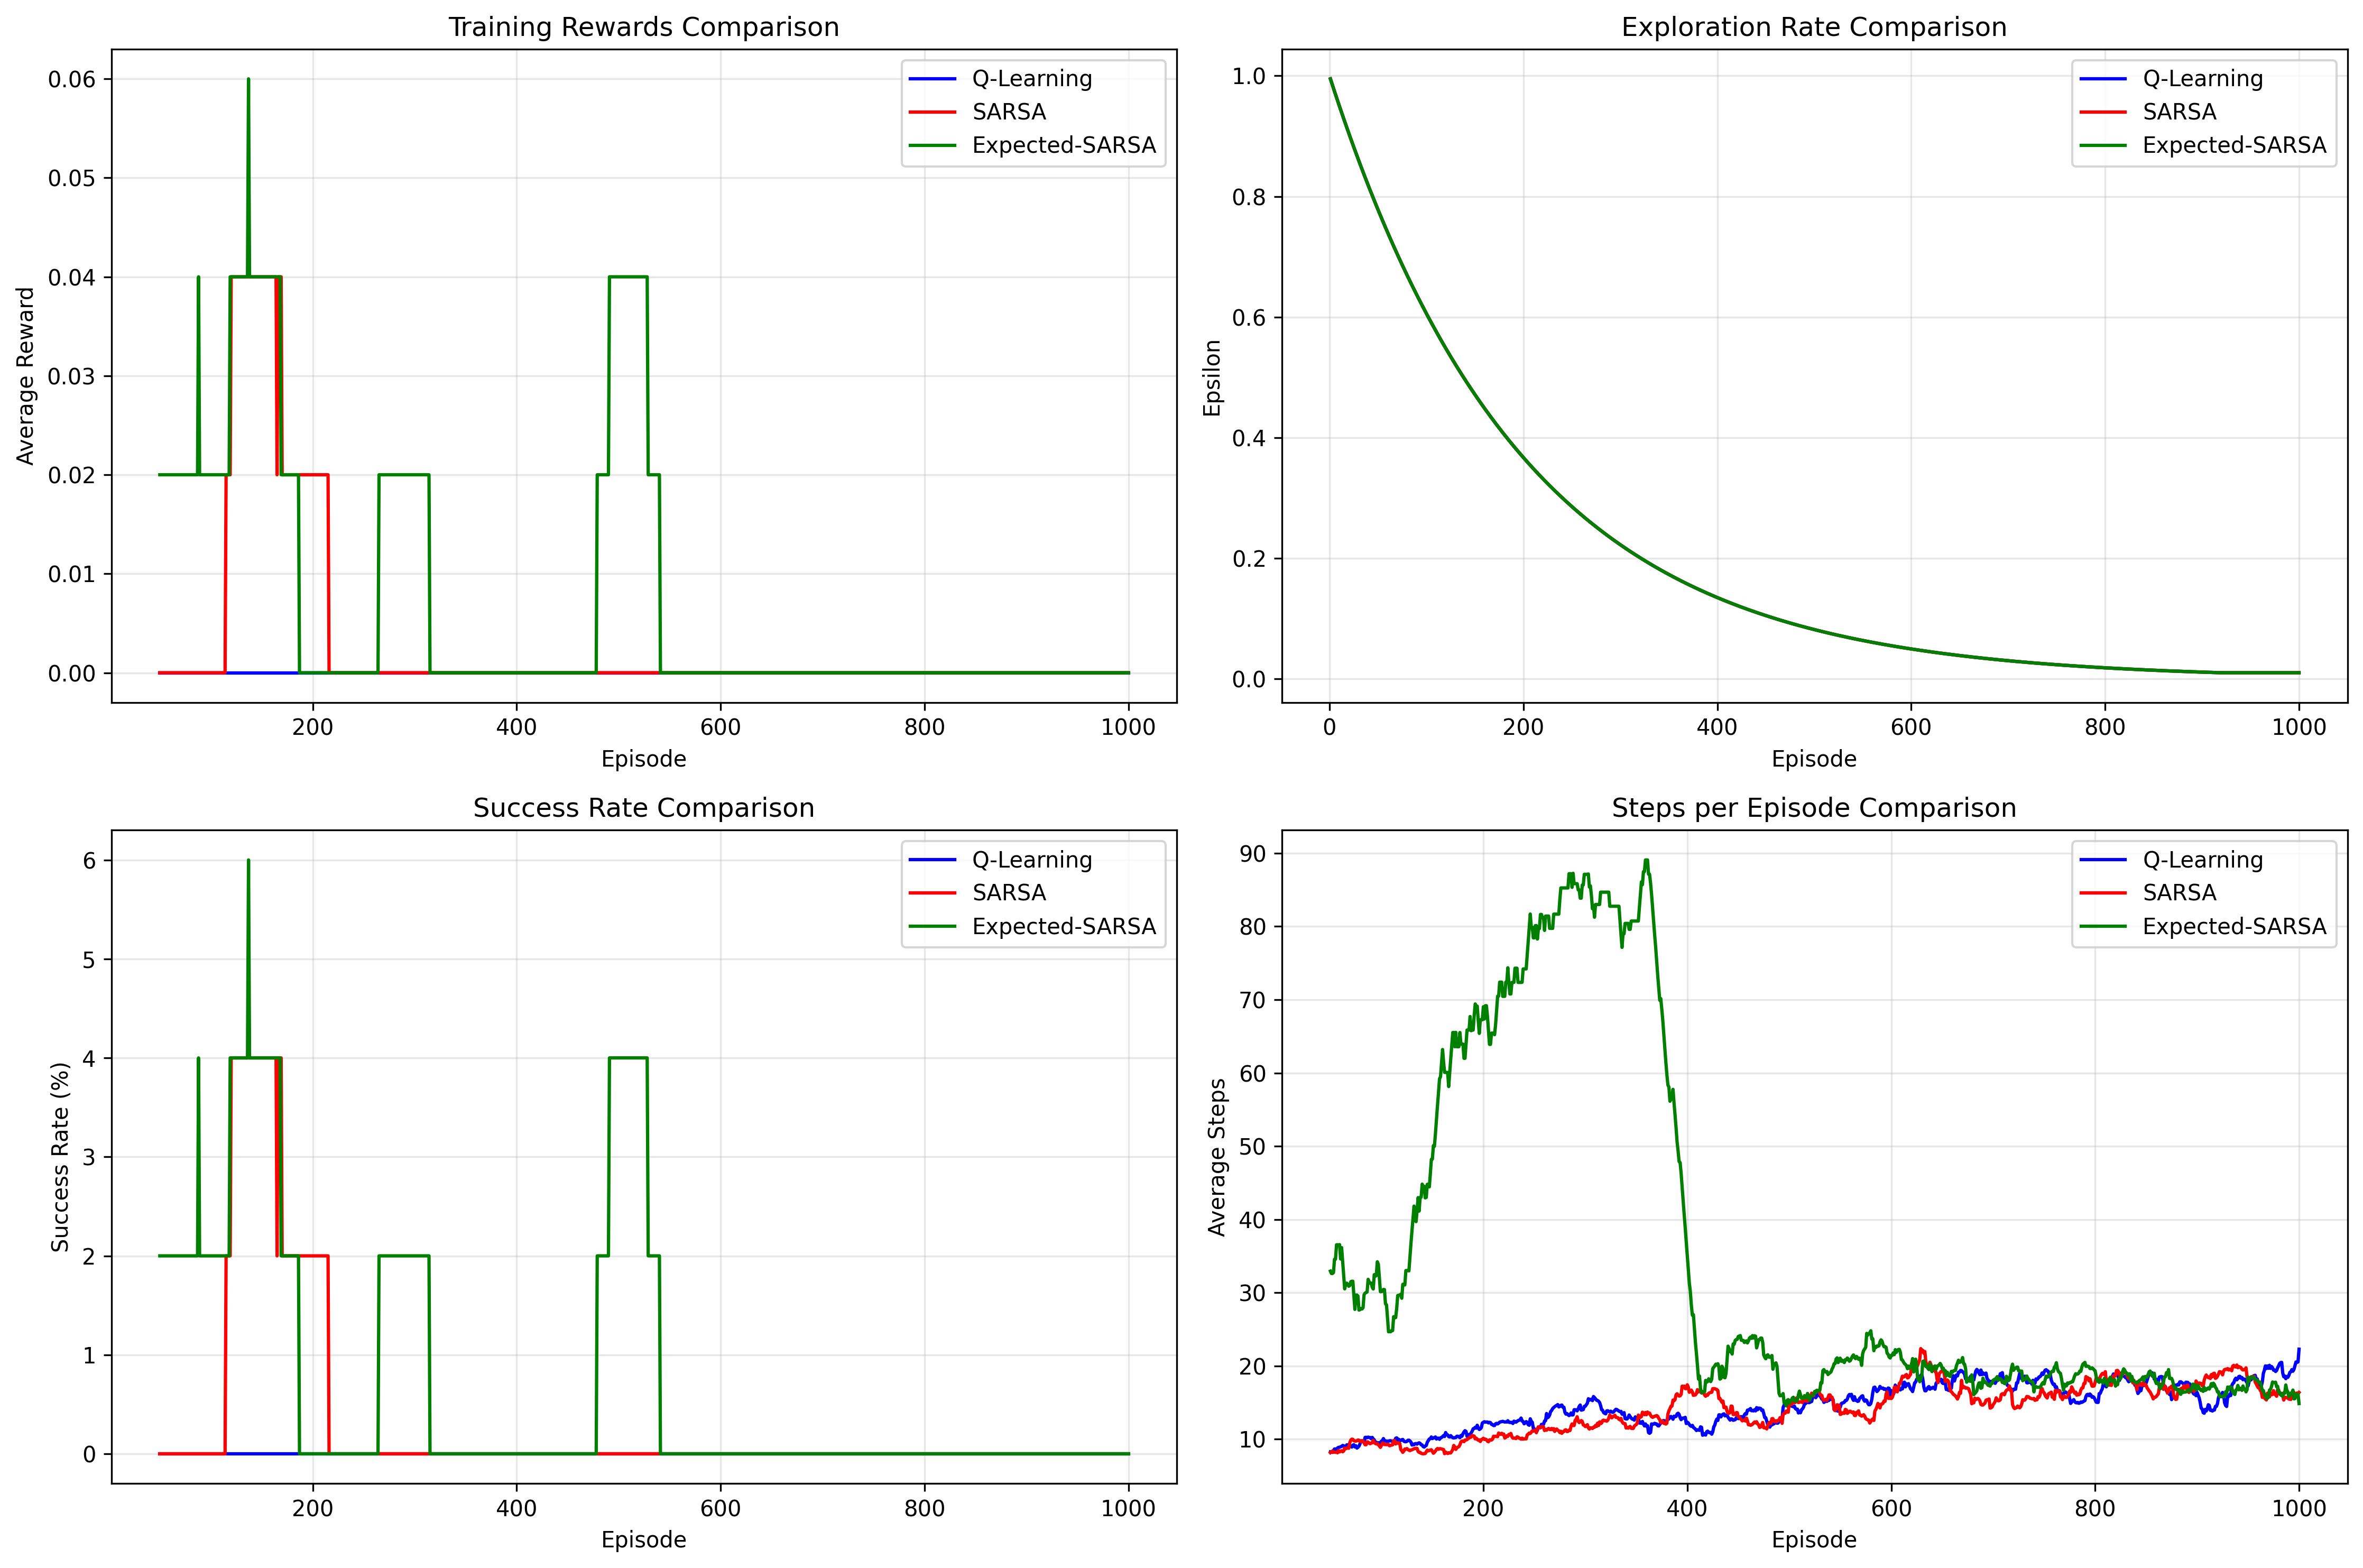 Training Rewards Comparison
Average Reward
0.06
0.05
0.04
0.03
0.02
0.01
0.00
200
400
600
800
1000
Episode
Q-Learning
SARSA
Expected-SARSA
Exploration Rate Comparison
Epsilon
1.0
0.8
0.6
0.4
0.2
0.0
0
200
400
600
800
1000
Episode
Q-Learning
SARSA
Expected-SARSA
Success Rate Comparison
Success Rate (%)
6
5
4
3
2
1
0
200
400
600
800
1000
Episode
Q-Learning
SARSA
Expected-SARSA
Steps per Episode Comparison
Average Steps
90
80
70
60
50
40
30
20
10
200
400
600
800
1000
Episode
Q-Learning
SARSA
Expected-SARSA